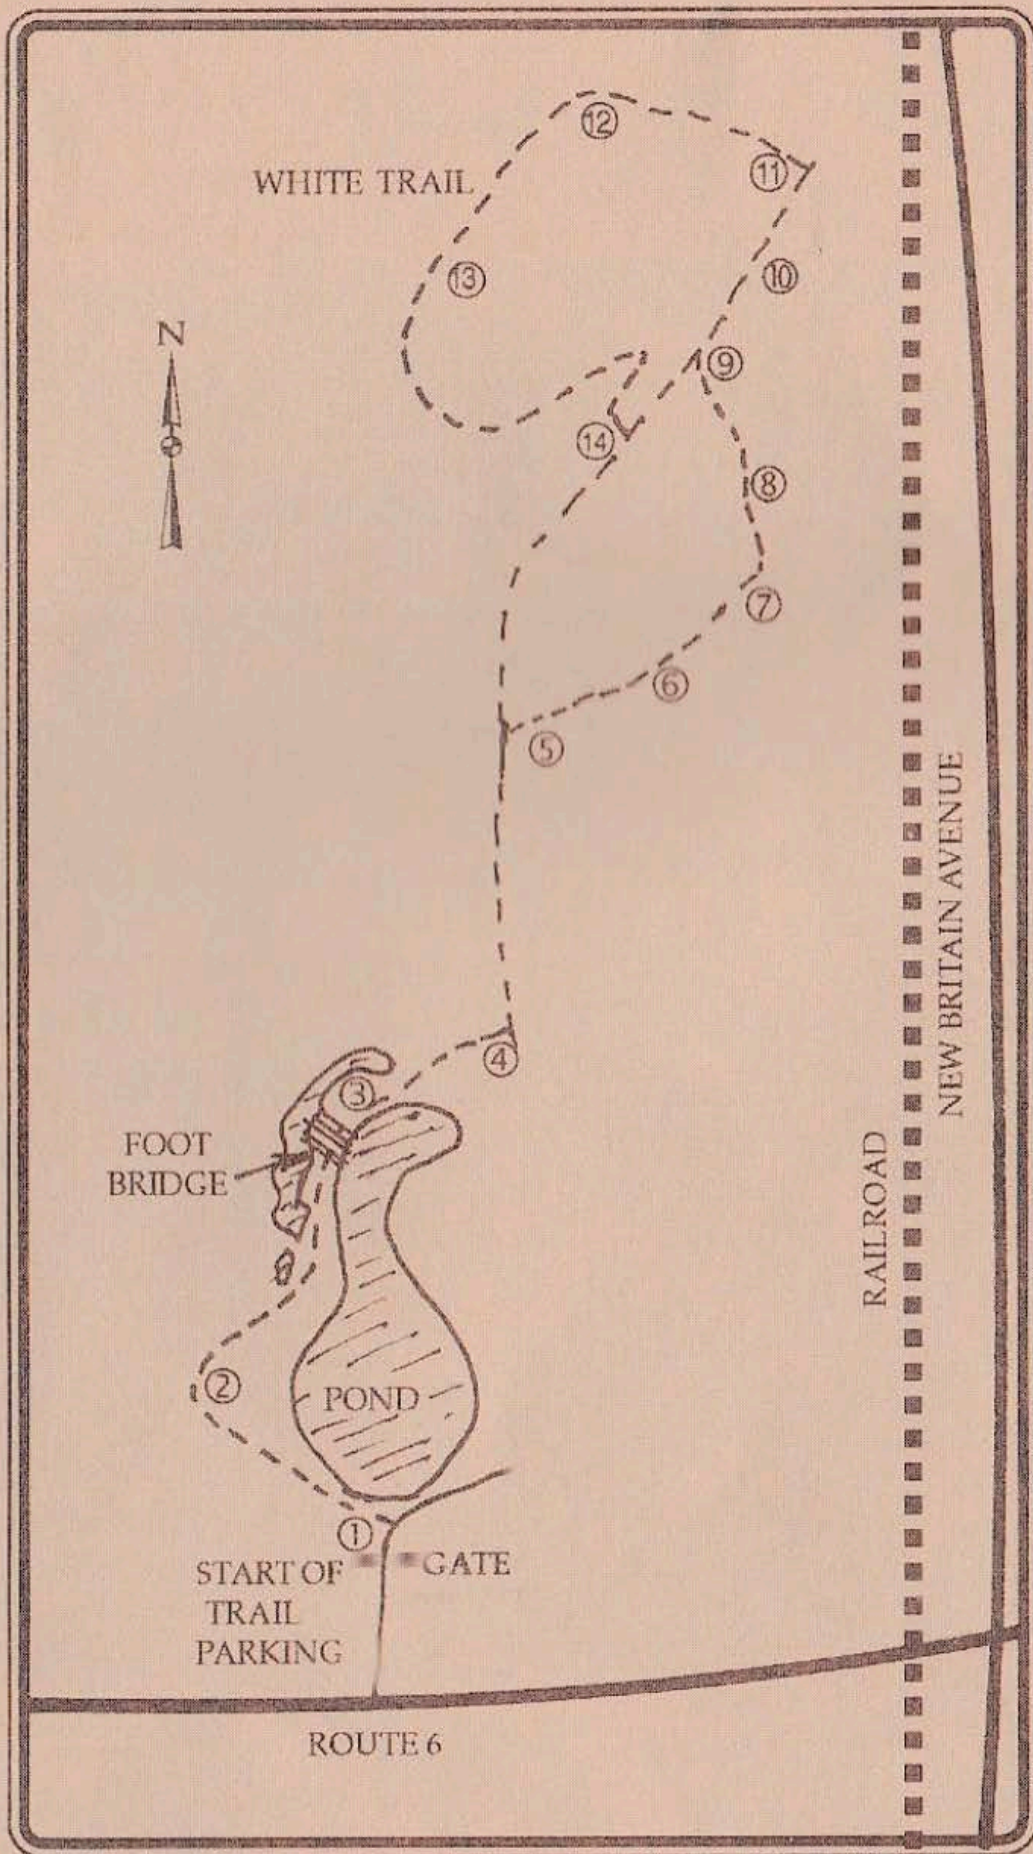 12
11
WHITE TRAIL
13
10
N
9
14
8
7
6
5
NEW BRITAIN AVENUE
4
3
FOOT
BRIDGE
RAILROAD
2
POND
1
GATE
START OF
TRAIL
PARKING
ROUTE 6